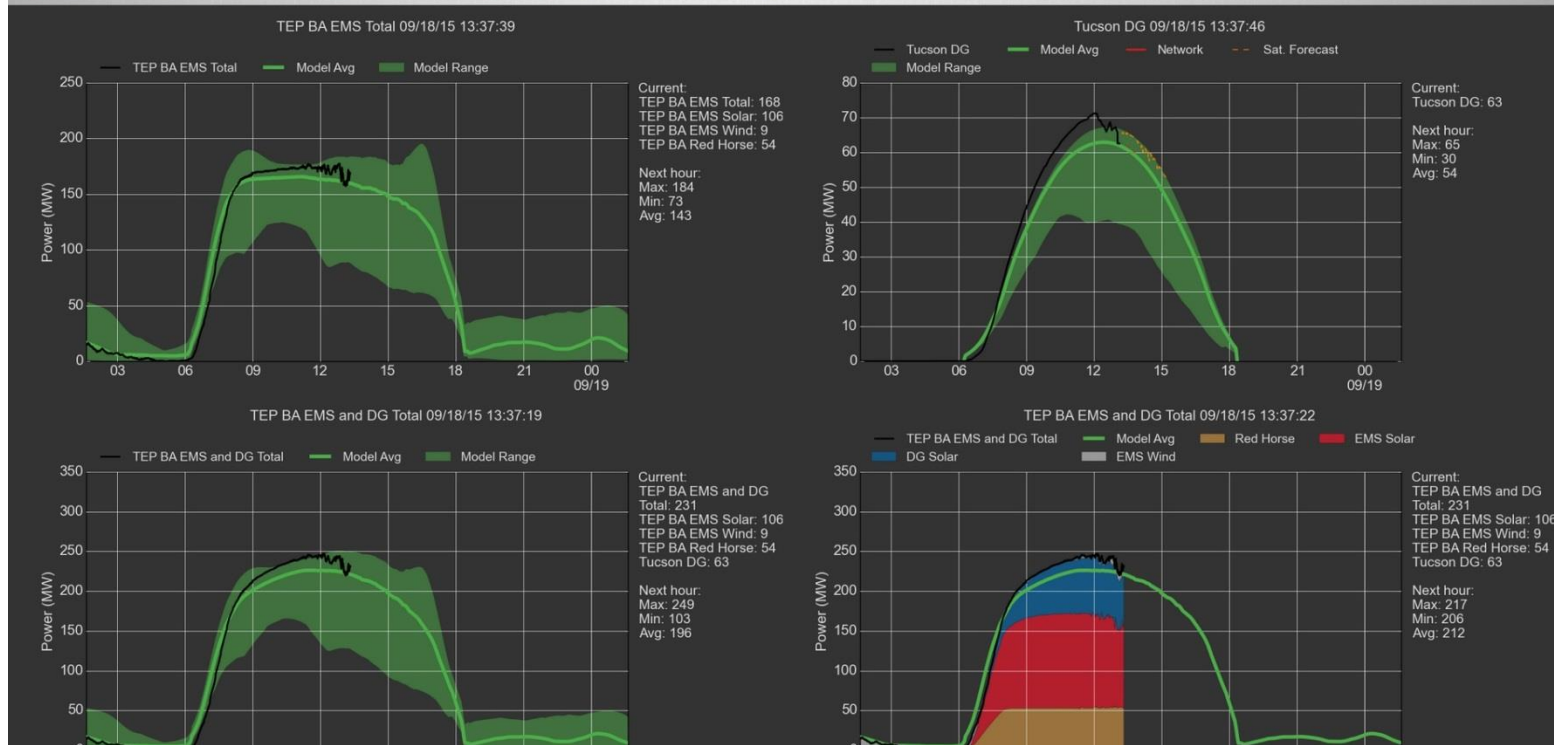 TEP BA EMS Total 09/18/15 13:37:39
TEP BA EMS Total Model Avg Model Range
Power (MW)
250
200
150
100
50
0
03 06 09 12 15 18 21 00
09/19
Current:
TEP BA EMS Total: 168
TEP BA EMS Solar: 106
TEP BA EMS Wind: 9
TEP BA Red Horse: 54
Next hour:
Max: 184
Min: 73
Avg: 143
Tucson DG 09/18/15 13:37:46
Tucson DG Model Avg Network Sat. Forecast
Model Range
Power (MW)
80
70
60
50
40
30
20
10
0
03 06 09 12 15 18 21 00
09/19
Current:
Tucson DG: 63
Next hour:
Max: 65
Min: 30
Avg: 54
TEP BA EMS and DG Total 09/18/15 13:37:19
TEP BA EMS and DG Total Model Avg Model Range
Power (MW)
350
300
250
200
150
100
50
Current:
TEP BA EMS and DG
Total: 231
TEP BA EMS Solar: 106
TEP BA EMS Wind: 9
TEP BA Red Horse: 54
Tucson DG: 63
Next hour:
Max: 249
Min: 103
Avg: 196
TEP BA EMS and DG Total 09/18/15 13:37:22
TEP BA EMS and DG Total Model Avg Red Horse EMS Solar
DG Solar EMS Wind
Power (MW)
350
300
250
200
150
100
50
Current:
TEP BA EMS and DG
Total: 231
TEP BA EMS Solar: 106
TEP BA EMS Wind: 9
TEP BA Red Horse: 54
Tucson DG: 63
Next hour:
Max: 217
Min: 206
Avg: 212